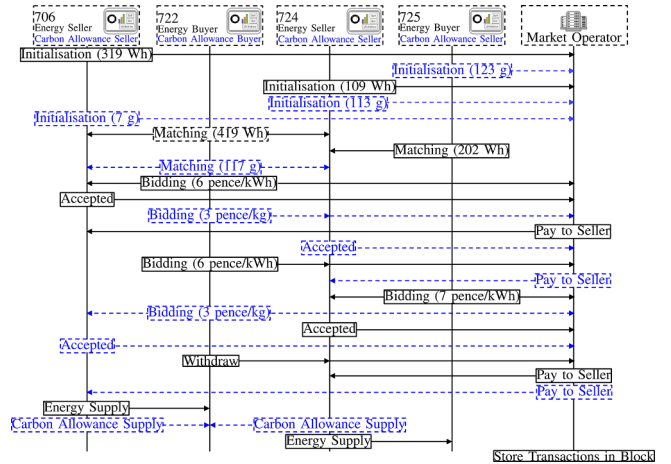 706
Energy Seller
Carbon Allowance Seller
722
Energy Buyer
Carbon Allowance Buyer
724
Energy Seller
Carbon Allowance Seller
725
Energy Buyer
Carbon Allowance Seller
Market Operator
Initialisation (319 Wh)
Initialisation (123 g)
Initialisation (109 Wh)
Initialisation (113 g)
Initialisation (7 g)
Matching (419 Wh)
Matching (202 Wh)
Matching (117 g)
Bidding (6 pence/kWh)
Accepted
Bidding (3 pence/kg)
Pay to Seller
Accepted
Bidding (6 pence/kWh)
Pay to Seller
Bidding (7 pence/kWh)
Bidding (3 pence/kg)
Accepted
Accepted
Withdraw
Pay to Seller
Pay to Seller
Energy Supply
Carbon Allowance Supply
Carbon Allowance Supply
Energy Supply
Store Transactions in Block